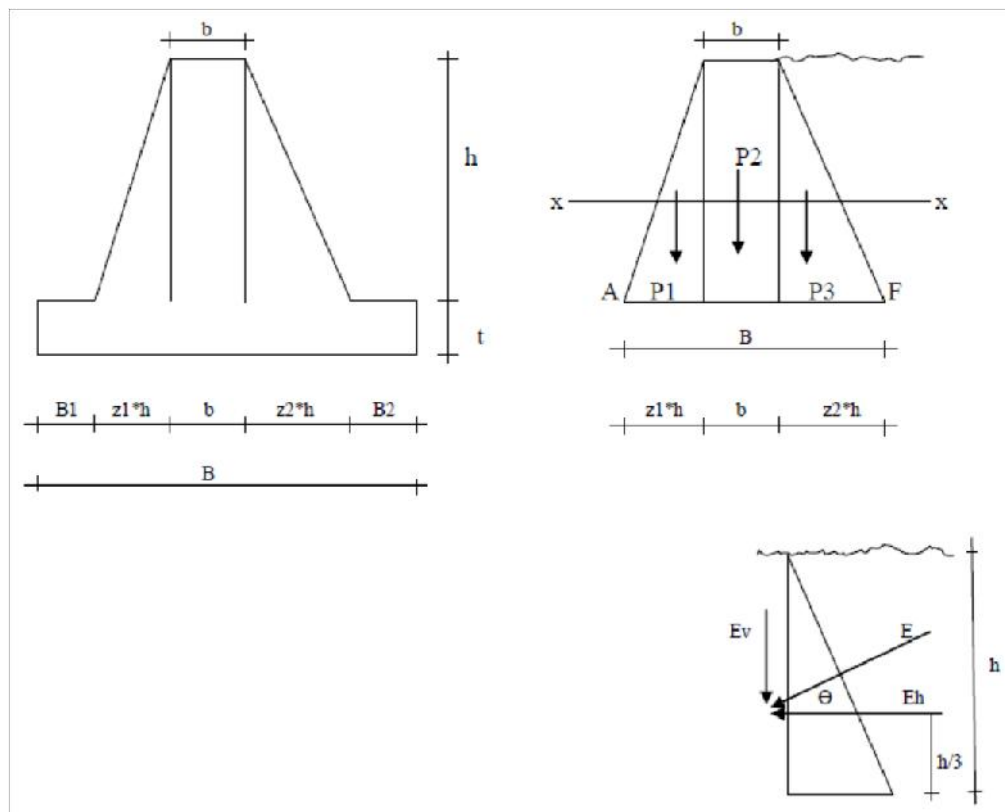 b
h
t
B1 z1*h b z2*h B2
B
b
P2
x x
A P1 P3 F
B
z1*h b z2*h
Ev E
Ɵ Eh
h
h/3